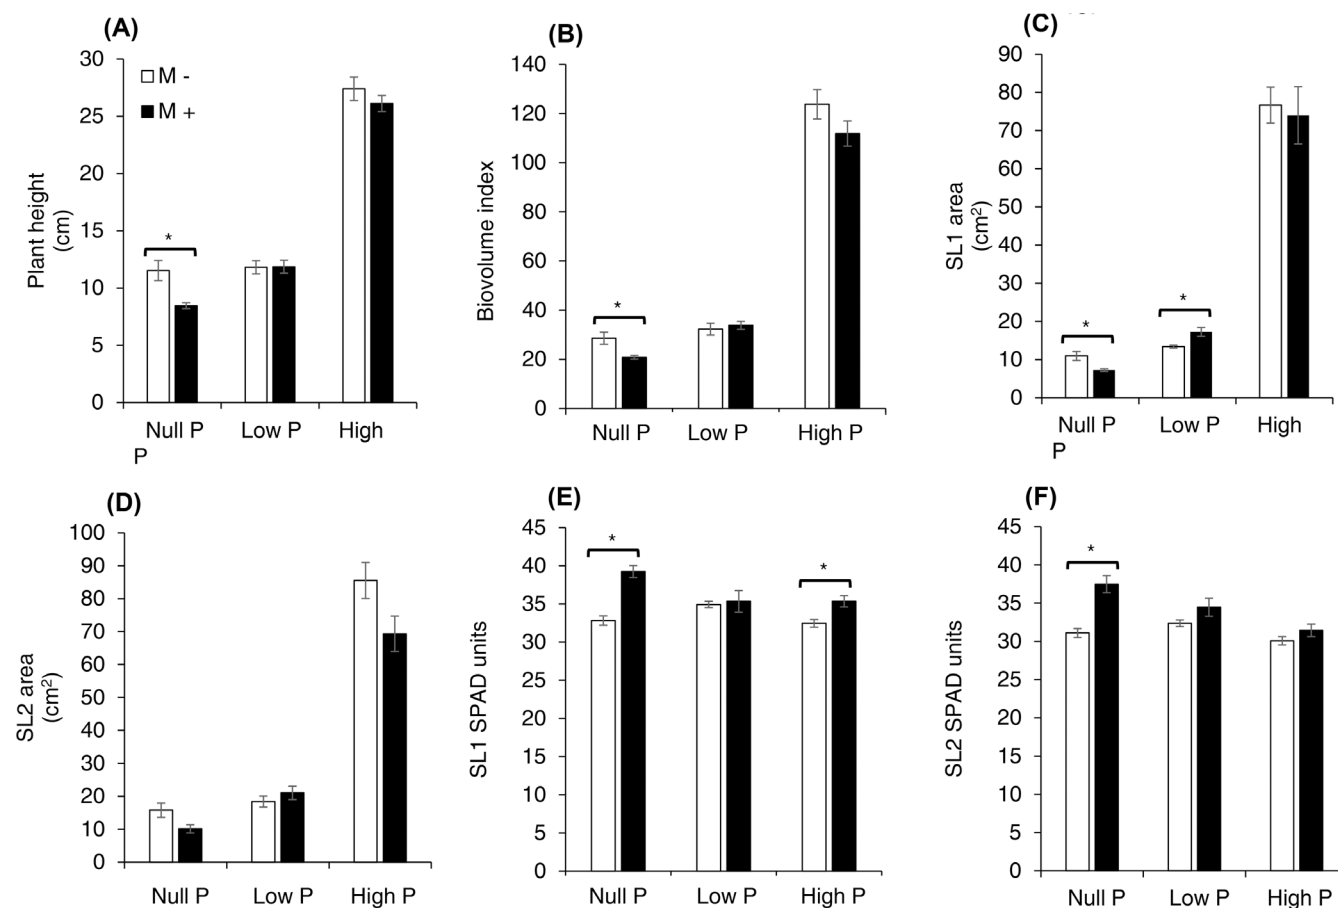 (A)
30
25
20
15
10
5
0
Plant height
(cm)
M -
M +
*
Null P Low P High
P
(B)
140
120
100
80
60
40
20
0
Biovolume index
*
Null P Low P High P
(C)
90
80
70
60
50
40
30
20
10
0
SL1 area
(cm²)
*
*
Null P Low P High
P
(D)
100
90
80
70
60
50
40
30
20
10
0
SL2 area
(cm²)
Null P Low P High P
(E)
45
40
35
30
25
20
15
10
5
0
SL1 SPAD units
*
*
Null P Low P High P
(F)
45
40
35
30
25
20
15
10
5
0
SL2 SPAD units
*
Null P Low P High P